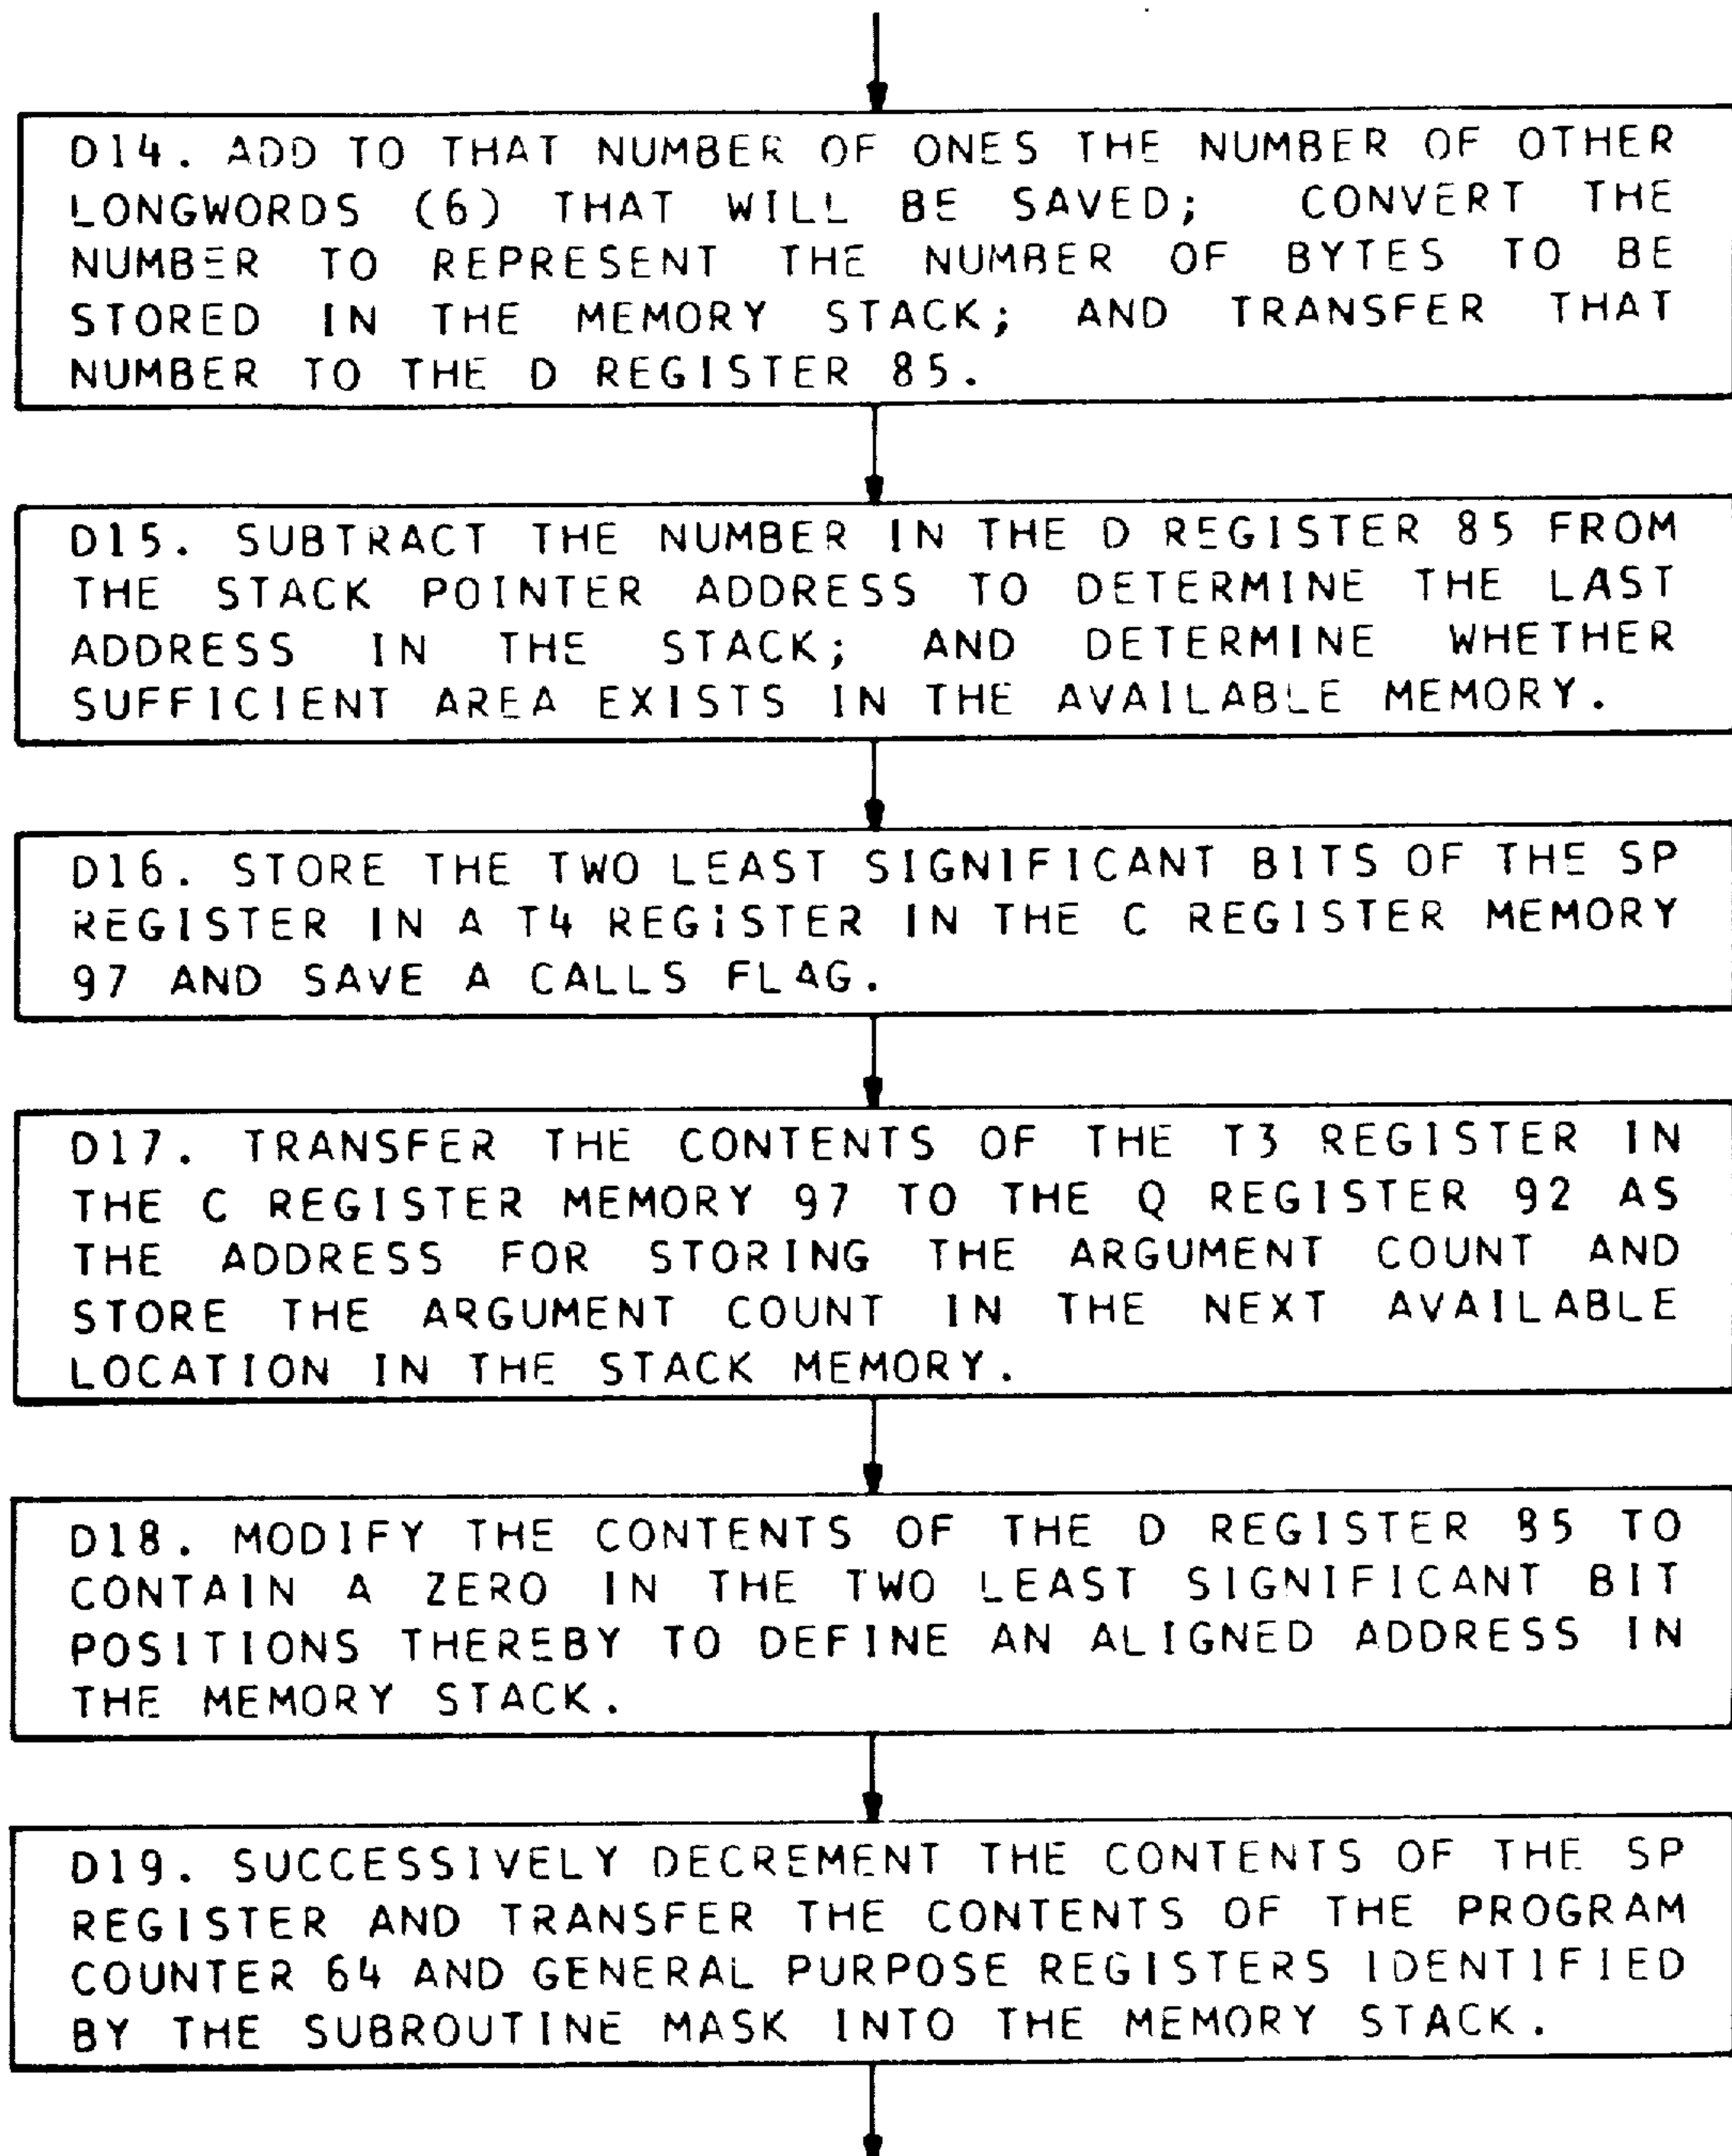 D14. ADD TO THAT NUMBER OF ONES THE NUMBER OF OTHER
LONGWORDS (6) THAT WILL BE SAVED; CONVERT THE
NUMBER TO REPRESENT THE NUMBER OF BYTES TO BE
STORED IN THE MEMORY STACK; AND TRANSFER THAT
NUMBER TO THE D REGISTER 85.
D15. SUBTRACT THE NUMBER IN THE D REGISTER 85 FROM
THE STACK POINTER ADDRESS TO DETERMINE THE LAST
ADDRESS IN THE STACK; AND DETERMINE WHETHER
SUFFICIENT AREA EXISTS IN THE AVAILABLE MEMORY.
D16. STORE THE TWO LEAST SIGNIFICANT BITS OF THE SP
REGISTER IN A T4 REGISTER IN THE C REGISTER MEMORY
97 AND SAVE A CALLS FLAG.
D17. TRANSFER THE CONTENTS OF THE T3 REGISTER IN
THE C REGISTER MEMORY 97 TO THE Q REGISTER 92 AS
THE ADDRESS FOR STORING THE ARGUMENT COUNT AND
STORE THE ARGUMENT COUNT IN THE NEXT AVAILABLE
LOCATION IN THE STACK MEMORY.
D18. MODIFY THE CONTENTS OF THE D REGISTER 85 TO
CONTAIN A ZERO IN THE TWO LEAST SIGNIFICANT BIT
POSITIONS THEREBY TO DEFINE AN ALIGNED ADDRESS IN
THE MEMORY STACK.
D19. SUCCESSIVELY DECREMENT THE CONTENTS OF THE SP
REGISTER AND TRANSFER THE CONTENTS OF THE PROGRAM
COUNTER 64 AND GENERAL PURPOSE REGISTERS IDENTIFIED
BY THE SUBROUTINE MASK INTO THE MEMORY STACK.